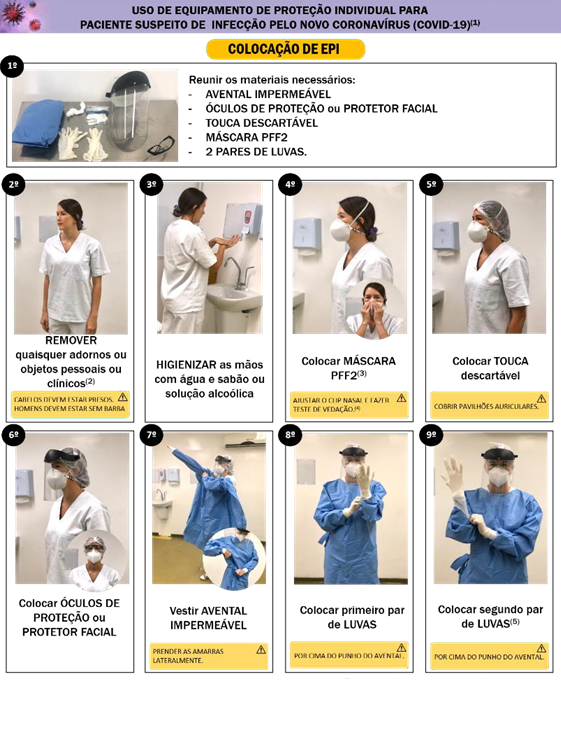 USO DE EQUIPAMENTO DE PROTEÇÃO INDIVIDUAL PARA
PACIENTE SUSPEITO DE INFECÇÃO PELO NOVO CORONAVÍRUS (COVID-19)(1)
COLOCAÇÃO DE EPI
1º
Reunir os materiais necessários:
- AVENTAL IMPERMEÁVEL
- ÓCULOS DE PROTEÇÃO ou PROTETOR FACIAL
- TOUCA DESCARTÁVEL
- MÁSCARA PFF2
- 2 PARES DE LUVAS.
2º
REMOVER
quaisquer adornos ou
objetos pessoais ou
clínicos(2)
CABELOS DEVEM ESTAR PRESOS.
HOMENS DEVEM ESTAR SEM BARBA
3º
HIGIENIZAR as mãos
com água e sabão ou
solução alcoólica
4º
Colocar MÁSCARA
PFF2(3)
AJUSTAR O CLIP NASAL E FAZER
TESTE DE VEDAÇÃO.(4)
5º
Colocar TOUCA
descartável
COBRIR PAVILHÕES AURICULARES.
6º
Colocar ÓCULOS DE
PROTEÇÃO ou
PROTETOR FACIAL
7º
Vestir AVENTAL
IMPERMEÁVEL
PRENDER AS AMARRAS
LATERALMENTE.
8º
Colocar primeiro par
de LUVAS
POR CIMA DO PUNHO DO AVENTAL.
9º
Colocar segundo par
de LUVAS(5)
POR CIMA DO PUNHO DO AVENTAL.